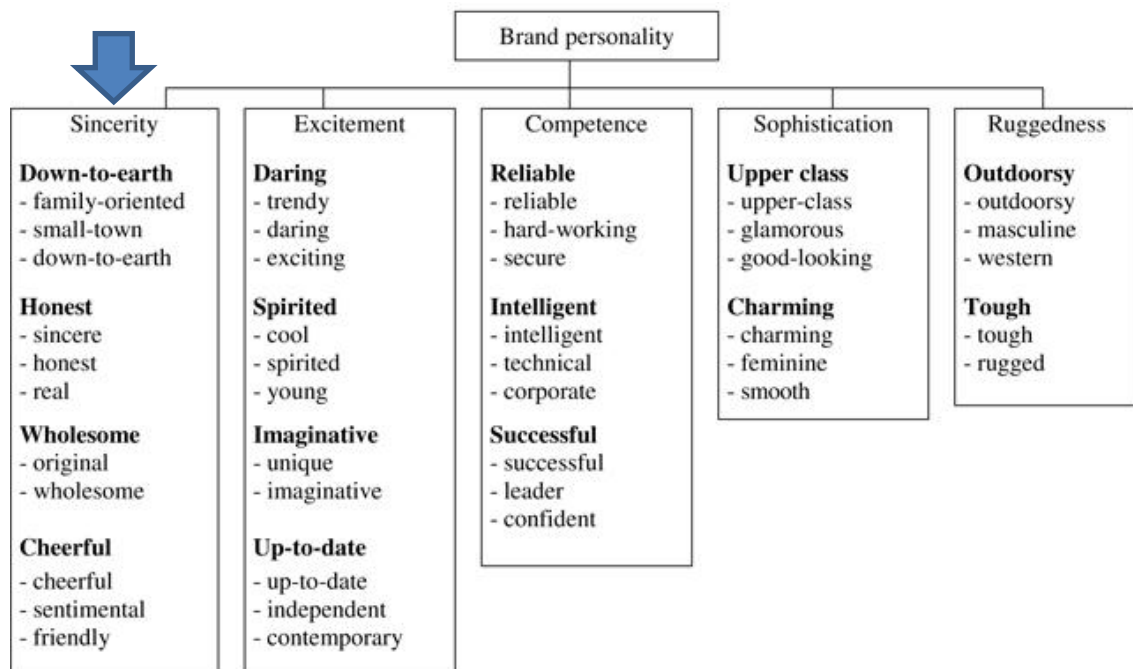 Brand personality
Sincerity
Down-to-earth
- family-oriented
- small-town
- down-to-earth
Honest
- sincere
- honest
- real
Wholesome
- original
- wholesome
Cheerful
- cheerful
- sentimental
- friendly
Excitement
Daring
- trendy
- daring
- exciting
Spirited
- cool
- spirited
- young
Imaginative
- unique
- imaginative
Up-to-date
- up-to-date
- independent
- contemporary
Competence
Reliable
- reliable
- hard-working
- secure
Intelligent
- intelligent
- technical
- corporate
Successful
- successful
- leader
- confident
Sophistication
Upper class
- upper-class
- glamorous
- good-looking
Charming
- charming
- feminine
- smooth
Ruggedness
Outdoorsy
- outdoorsy
- masculine
- western
Tough
- tough
- rugged